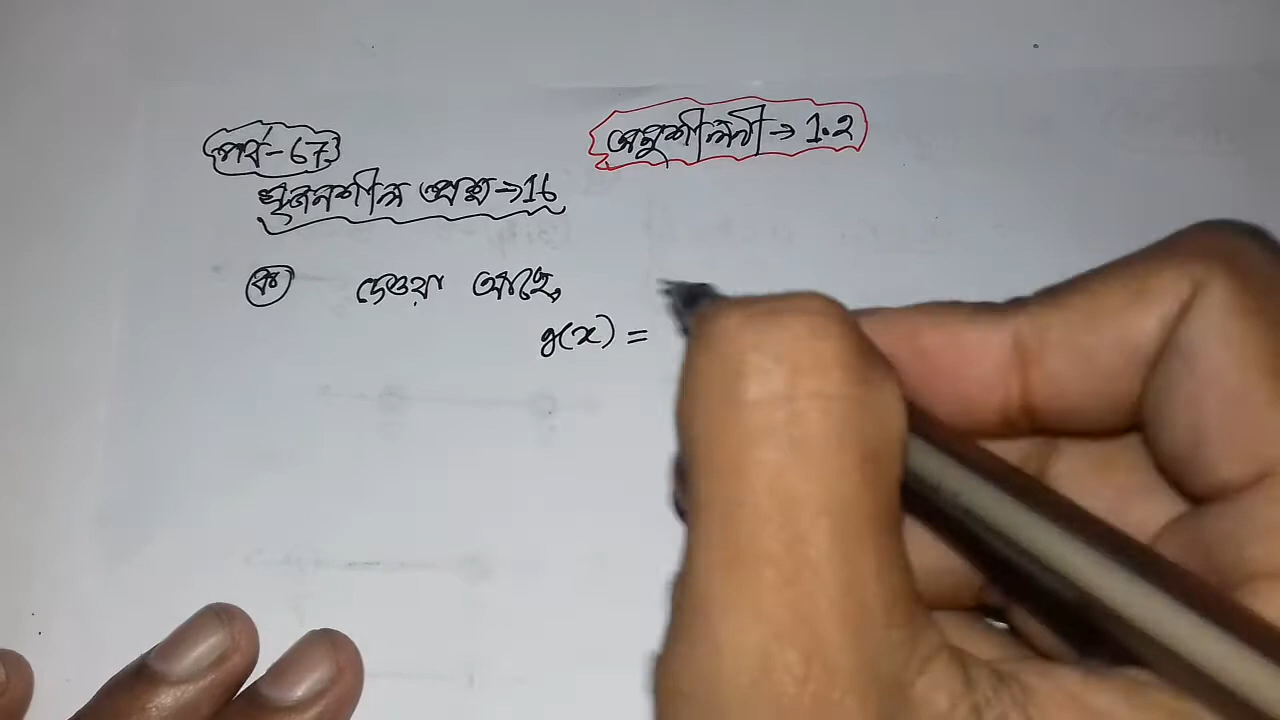 পর্ব-67
অনুশীলনী → 1.2
সৃজনশীল প্রশ্ন → 16
ক দেওয়া আছে,
g(x) =